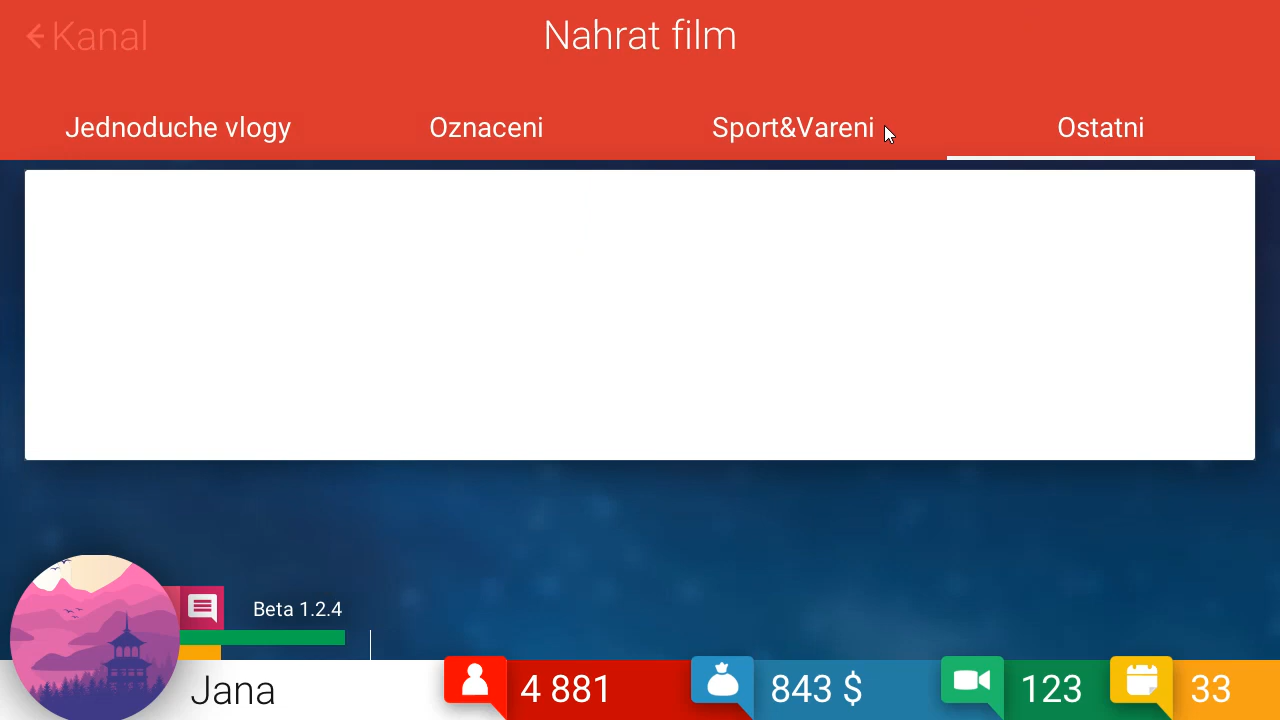 Kanal
Nahrat film
Jednoduche vlogy
Oznaceni
Sport&Vareni
Ostatni
Beta 1.2.4
Jana
4 881
843 $
123
33